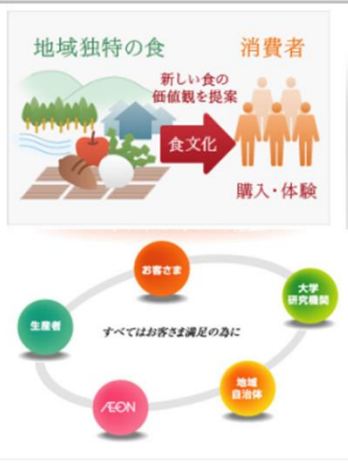 地域独特の食
消費者
新しい食の
価値観を提案
食文化
購入・体験
お客さま
大学
研究機関
生産者
すべてはお客さま満足の為に
ÆON
地域
自治体